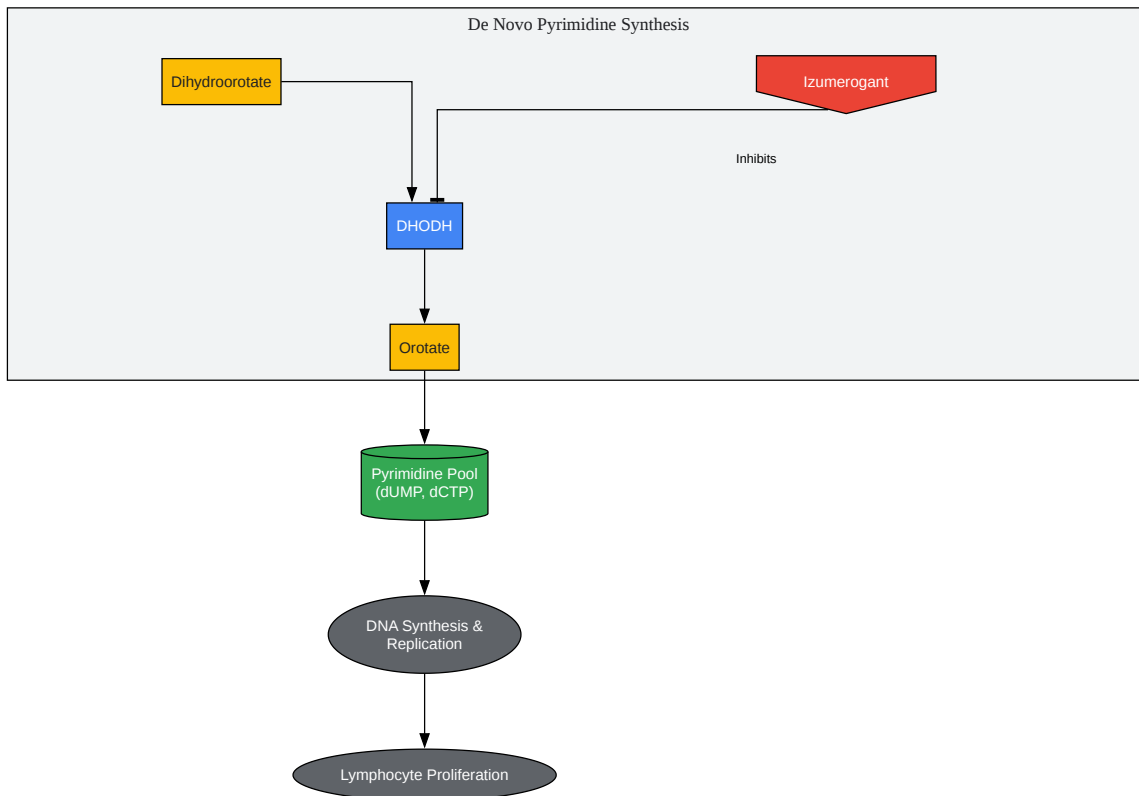 De Novo Pyrimidine Synthesis
Dihydroorotate
Izumerogant
Inhibits
DHODH
Orotate
Pyrimidine Pool
(dUMP, dCTP)
DNA Synthesis &
Replication
Lymphocyte Proliferation